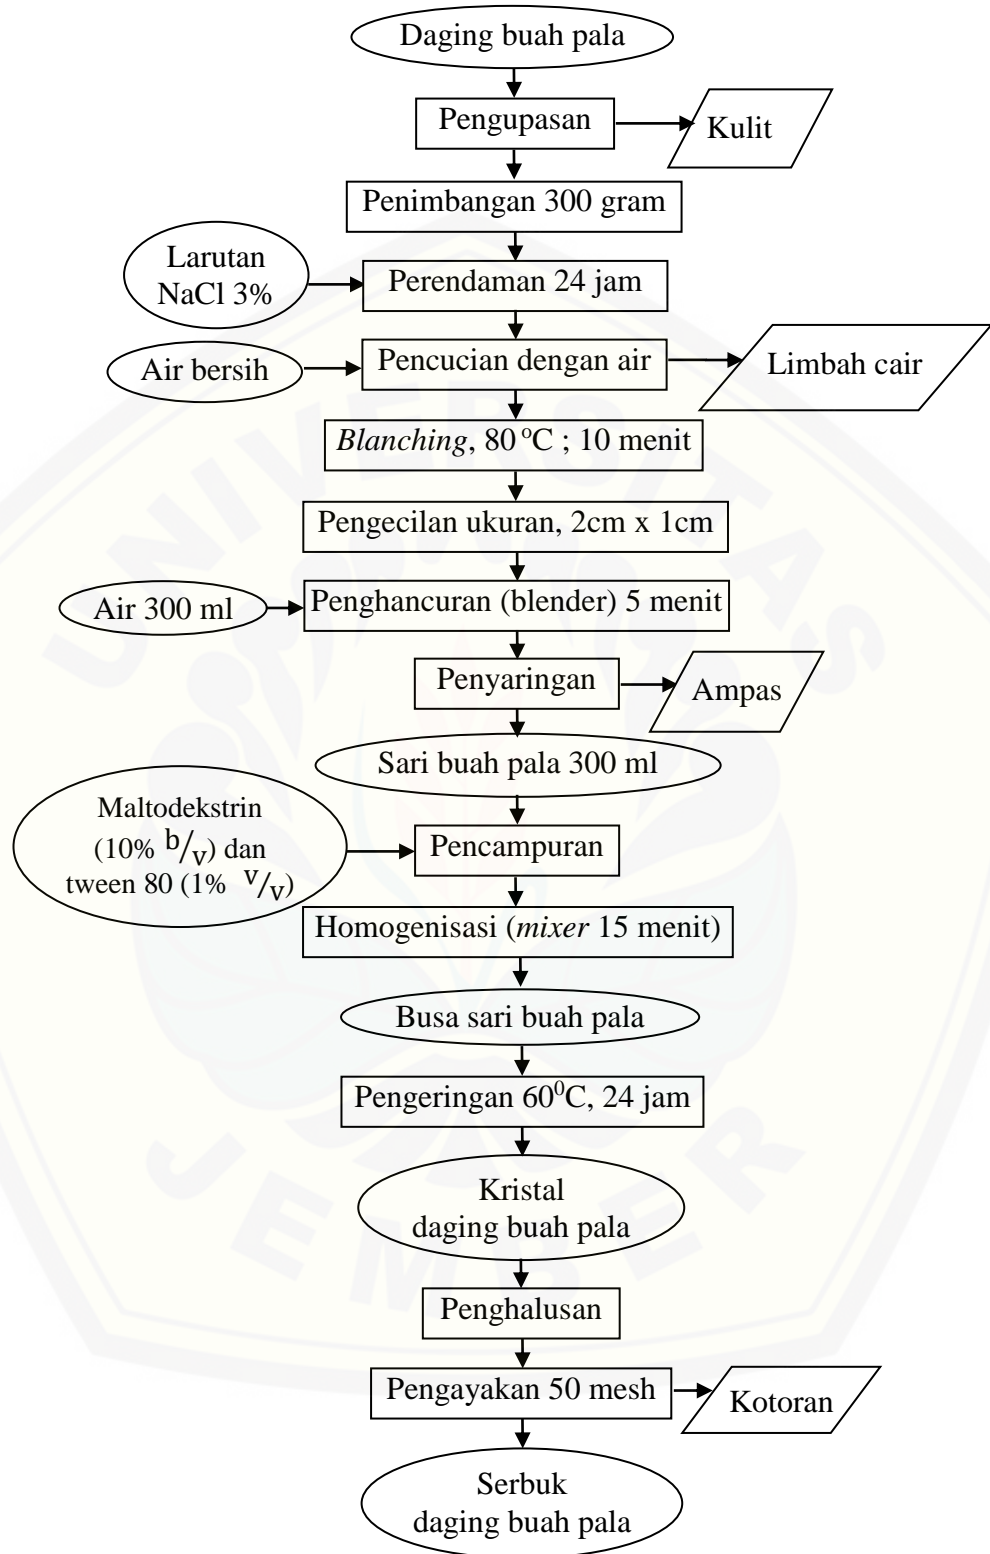 Daging buah pala
Pengupasan
Kulit
Penimbangan 300 gram
Larutan
NaCl 3%
Perendaman 24 jam
Air bersih
Pencucian dengan air
Limbah cair
Blanching, 80 °C ; 10 menit
Pengecilan ukuran, 2cm x 1cm
Air 300 ml
Penghancuran (blender) 5 menit
Penyaringan
Ampas
Sari buah pala 300 ml
Maltodekstrin
(10% b/v) dan
tween 80 (1% v/v)
Pencampuran
Homogenisasi (mixer 15 menit)
Busa sari buah pala
Pengeringan 60⁰C, 24 jam
Kristal
daging buah pala
Penghalusan
Pengayakan 50 mesh
Kotoran
Serbuk
daging buah pala
UNIVERSITAS
JEMBER